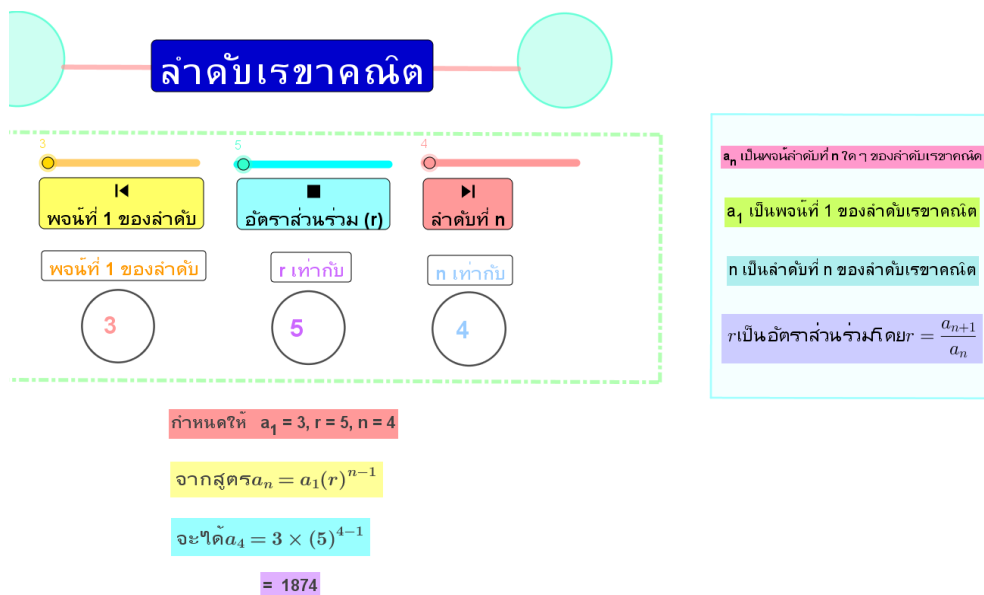 ลำดับเรขาคณิต
3
5
4
พจน์ที่ 1 ของลำดับ
อัตราส่วนร่วม (r)
ลำดับที่ n
พจน์ที่ 1 ของลำดับ
r เท่ากับ
n เท่ากับ
3
5
4
aₙ เป็นพจน์ลำดับที่ n ใด ๆ ของลำดับเรขาคณิต
a₁ เป็นพจน์ที่ 1 ของลำดับเรขาคณิต
n เป็นลำดับที่ n ของลำดับเรขาคณิต
r เป็นอัตราส่วนร่วมโดย r = aₙ₊₁/aₙ
กำหนดให้ a₁ = 3, r = 5, n = 4
จากสูตร aₙ = a₁(r)ⁿ⁻¹
จะได้ a₄ = 3 × (5)⁴⁻¹
= 1874